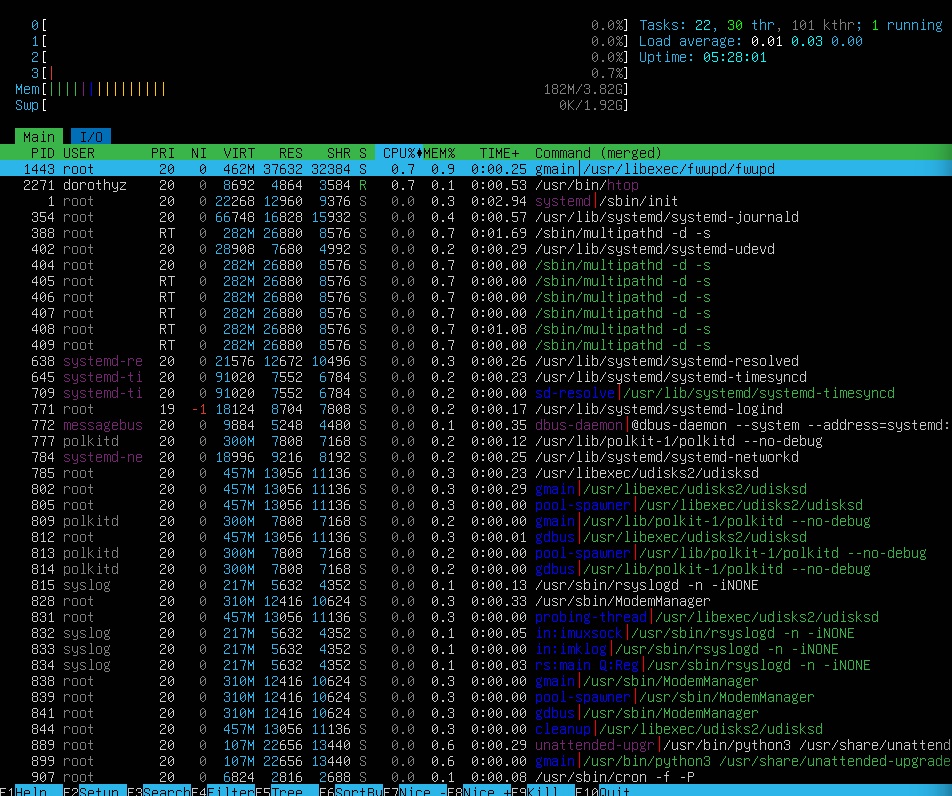 0[ 0.0%] Tasks: 22, 30 thr, 101 kthr; 1 running
1[ 0.0%] Load average: 0.01 0.03 0.00
2[ 0.0%] Uptime: 05:28:01
3[| 0.7%]
Mem[||||||||||||||| 182M/3.82G]
Swp[ 0K/1.92G]
Main I/O
PID USER PRI NI VIRT RES SHR S CPU%♦MEM% TIME+ Command (merged)
1443 root 20 0 462M 37632 32384 S 0.7 0.9 0:00.25 gmain|/usr/libexec/fwupd/fwupd
2271 dorothyz 20 0 8692 4864 3584 R 0.7 0.1 0:00.53 /usr/bin/htop
1 root 20 0 22268 12960 9376 S 0.0 0.3 0:02.94 systemd|/sbin/init
354 root 20 0 66748 16828 15932 S 0.0 0.4 0:00.57 /usr/lib/systemd/systemd-journald
388 root RT 0 282M 26880 8576 S 0.0 0.7 0:01.69 /sbin/multipathd -d -s
402 root 20 0 28908 7680 4992 S 0.0 0.2 0:00.29 /usr/lib/systemd/systemd-udevd
404 root 20 0 282M 26880 8576 S 0.0 0.7 0:00.00 /sbin/multipathd -d -s
405 root RT 0 282M 26880 8576 S 0.0 0.7 0:00.00 /sbin/multipathd -d -s
406 root RT 0 282M 26880 8576 S 0.0 0.7 0:00.00 /sbin/multipathd -d -s
407 root RT 0 282M 26880 8576 S 0.0 0.7 0:00.00 /sbin/multipathd -d -s
408 root RT 0 282M 26880 8576 S 0.0 0.7 0:01.08 /sbin/multipathd -d -s
409 root RT 0 282M 26880 8576 S 0.0 0.7 0:00.00 /sbin/multipathd -d -s
638 systemd-re 20 0 21576 12672 10496 S 0.0 0.3 0:00.26 /usr/lib/systemd/systemd-resolved
645 systemd-ti 20 0 91020 7552 6784 S 0.0 0.2 0:00.23 /usr/lib/systemd/systemd-timesyncd
709 systemd-ti 20 0 91020 7552 6784 S 0.0 0.2 0:00.00 sd-resolve|/usr/lib/systemd/systemd-timesyncd
771 root 19 -1 18124 8704 7808 S 0.0 0.2 0:00.17 /usr/lib/systemd/systemd-logind
772 messagebus 20 0 9884 5248 4480 S 0.0 0.1 0:00.35 dbus-daemon|@dbus-daemon --system --address=systemd:
777 polkitd 20 0 300M 7808 7168 S 0.0 0.2 0:00.12 /usr/lib/polkit-1/polkitd --no-debug
784 systemd-ne 20 0 18996 9216 8192 S 0.0 0.2 0:00.25 /usr/lib/systemd/systemd-networkd
785 root 20 0 457M 13056 11136 S 0.0 0.3 0:00.23 /usr/libexec/udisks2/udisksd
802 root 20 0 457M 13056 11136 S 0.0 0.3 0:00.29 gmain|/usr/libexec/udisks2/udisksd
805 root 20 0 457M 13056 11136 S 0.0 0.3 0:00.00 pool-spawner|/usr/libexec/udisks2/udisksd
809 polkitd 20 0 300M 7808 7168 S 0.0 0.2 0:00.00 gmain|/usr/lib/polkit-1/polkitd --no-debug
812 root 20 0 457M 13056 11136 S 0.0 0.3 0:00.01 gdbus|/usr/libexec/udisks2/udisksd
813 polkitd 20 0 300M 7808 7168 S 0.0 0.2 0:00.00 pool-spawner|/usr/lib/polkit-1/polkitd --no-debug
814 polkitd 20 0 300M 7808 7168 S 0.0 0.2 0:00.00 gdbus|/usr/lib/polkit-1/polkitd --no-debug
815 syslog 20 0 217M 5632 4352 S 0.0 0.1 0:00.13 /usr/sbin/rsyslogd -n -iNONE
828 root 20 0 310M 12416 10624 S 0.0 0.3 0:00.33 /usr/sbin/ModemManager
831 root 20 0 457M 13056 11136 S 0.0 0.3 0:00.00 probing-thread|/usr/libexec/udisks2/udisksd
832 syslog 20 0 217M 5632 4352 S 0.0 0.1 0:00.05 in:imuxsock|/usr/sbin/rsyslogd -n -iNONE
833 syslog 20 0 217M 5632 4352 S 0.0 0.1 0:00.00 in:imklog|/usr/sbin/rsyslogd -n -iNONE
834 syslog 20 0 217M 5632 4352 S 0.0 0.1 0:00.03 rs:main Q:Reg|/usr/sbin/rsyslogd -n -iNONE
838 root 20 0 310M 12416 10624 S 0.0 0.3 0:00.00 gmain|/usr/sbin/ModemManager
839 root 20 0 310M 12416 10624 S 0.0 0.3 0:00.00 pool-spawner|/usr/sbin/ModemManager
841 root 20 0 310M 12416 10624 S 0.0 0.3 0:00.00 gdbus|/usr/sbin/ModemManager
844 root 20 0 457M 13056 11136 S 0.0 0.3 0:00.00 cleanup|/usr/libexec/udisks2/udisksd
889 root 20 0 107M 22656 13440 S 0.0 0.6 0:00.29 unattended-upgr|/usr/bin/python3 /usr/share/unattend
899 root 20 0 107M 22656 13440 S 0.0 0.6 0:00.00 gmain|/usr/bin/python3 /usr/share/unattended-upgrade
907 root 20 0 6824 2816 2688 S 0.0 0.1 0:00.08 /usr/sbin/cron -f -P
F1Help F2Setup F3SearchF4FilterF5Tree F6SortByF7Nice -F8Nice +F9Kill F10Quit